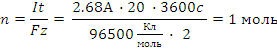 n = It / Fz = 2.68А · 20 · 3600с / 96500 Кл/моль · 2 = 1 моль